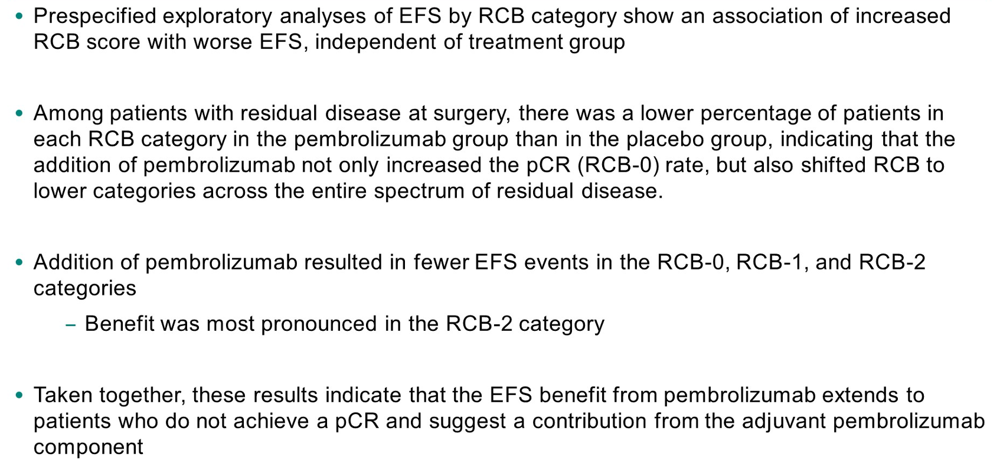 • Prespecified exploratory analyses of EFS by RCB category show an association of increased
RCB score with worse EFS, independent of treatment group
• Among patients with residual disease at surgery, there was a lower percentage of patients in
each RCB category in the pembrolizumab group than in the placebo group, indicating that the
addition of pembrolizumab not only increased the pCR (RCB-0) rate, but also shifted RCB to
lower categories across the entire spectrum of residual disease.
• Addition of pembrolizumab resulted in fewer EFS events in the RCB-0, RCB-1, and RCB-2
categories
– Benefit was most pronounced in the RCB-2 category
• Taken together, these results indicate that the EFS benefit from pembrolizumab extends to
patients who do not achieve a pCR and suggest a contribution from the adjuvant pembrolizumab
component